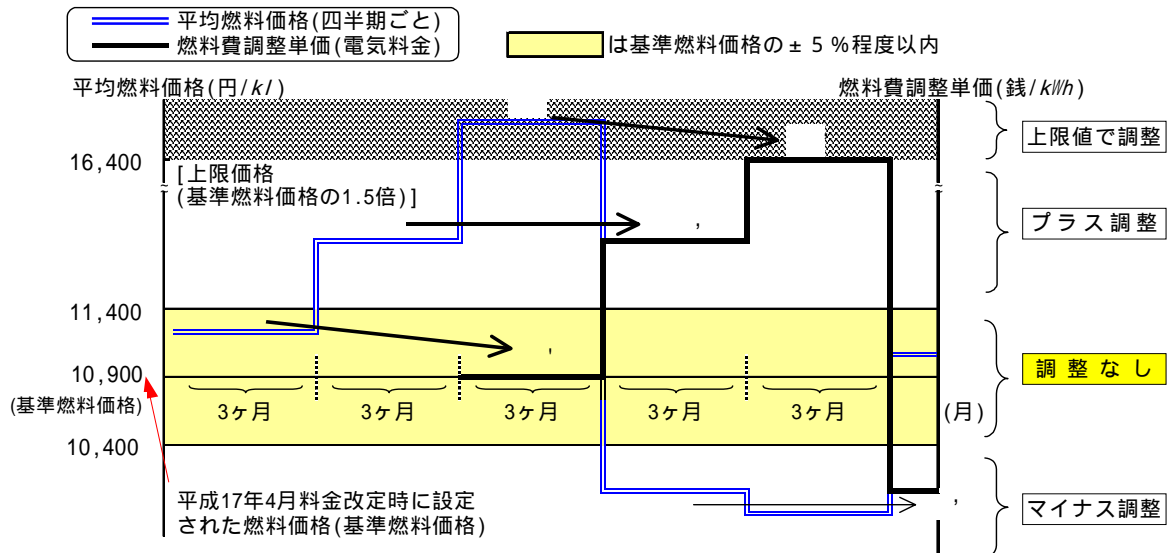 平均燃料価格(四半期ごと)
燃料費調整単価(電気料金)
は基準燃料価格の±5%程度以内
平均燃料価格(円/kl)
燃料費調整単価(銭/kWh)
上限値で調整
16,400
[上限価格
(基準燃料価格の1.5倍)]
プラス調整
11,400
10,900
(基準燃料価格)
調整なし
3ヶ月
3ヶ月
3ヶ月
3ヶ月
3ヶ月
(月)
10,400
平成17年4月料金改定時に設定
された燃料価格(基準燃料価格)
マイナス調整